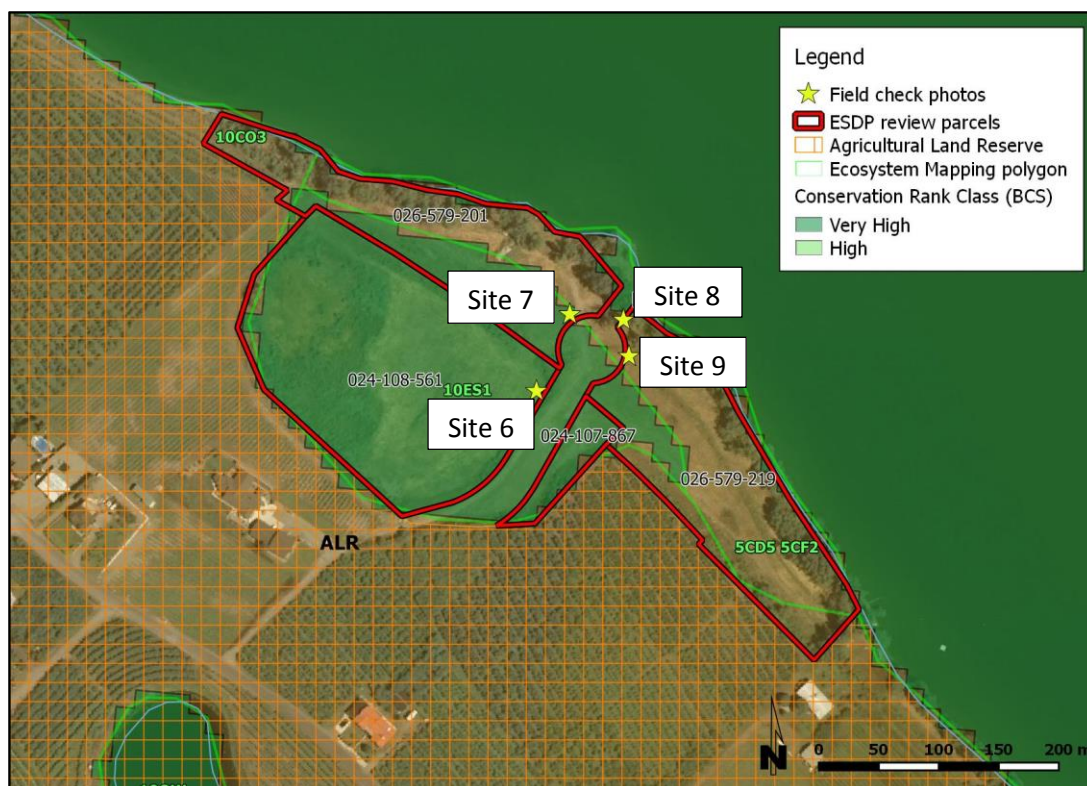 Legend
Field check photos
ESDP review parcels
Agricultural Land Reserve
Ecosystem Mapping polygon
Conservation Rank Class (BCS)
Very High
High
10CO3
026-579-201
Site 7
Site 8
Site 9
024-108-561
10ES1
Site 6
024-107-867
026-579-219
ALR
5CD5 5CF2
N
0 50 100 150 200 m